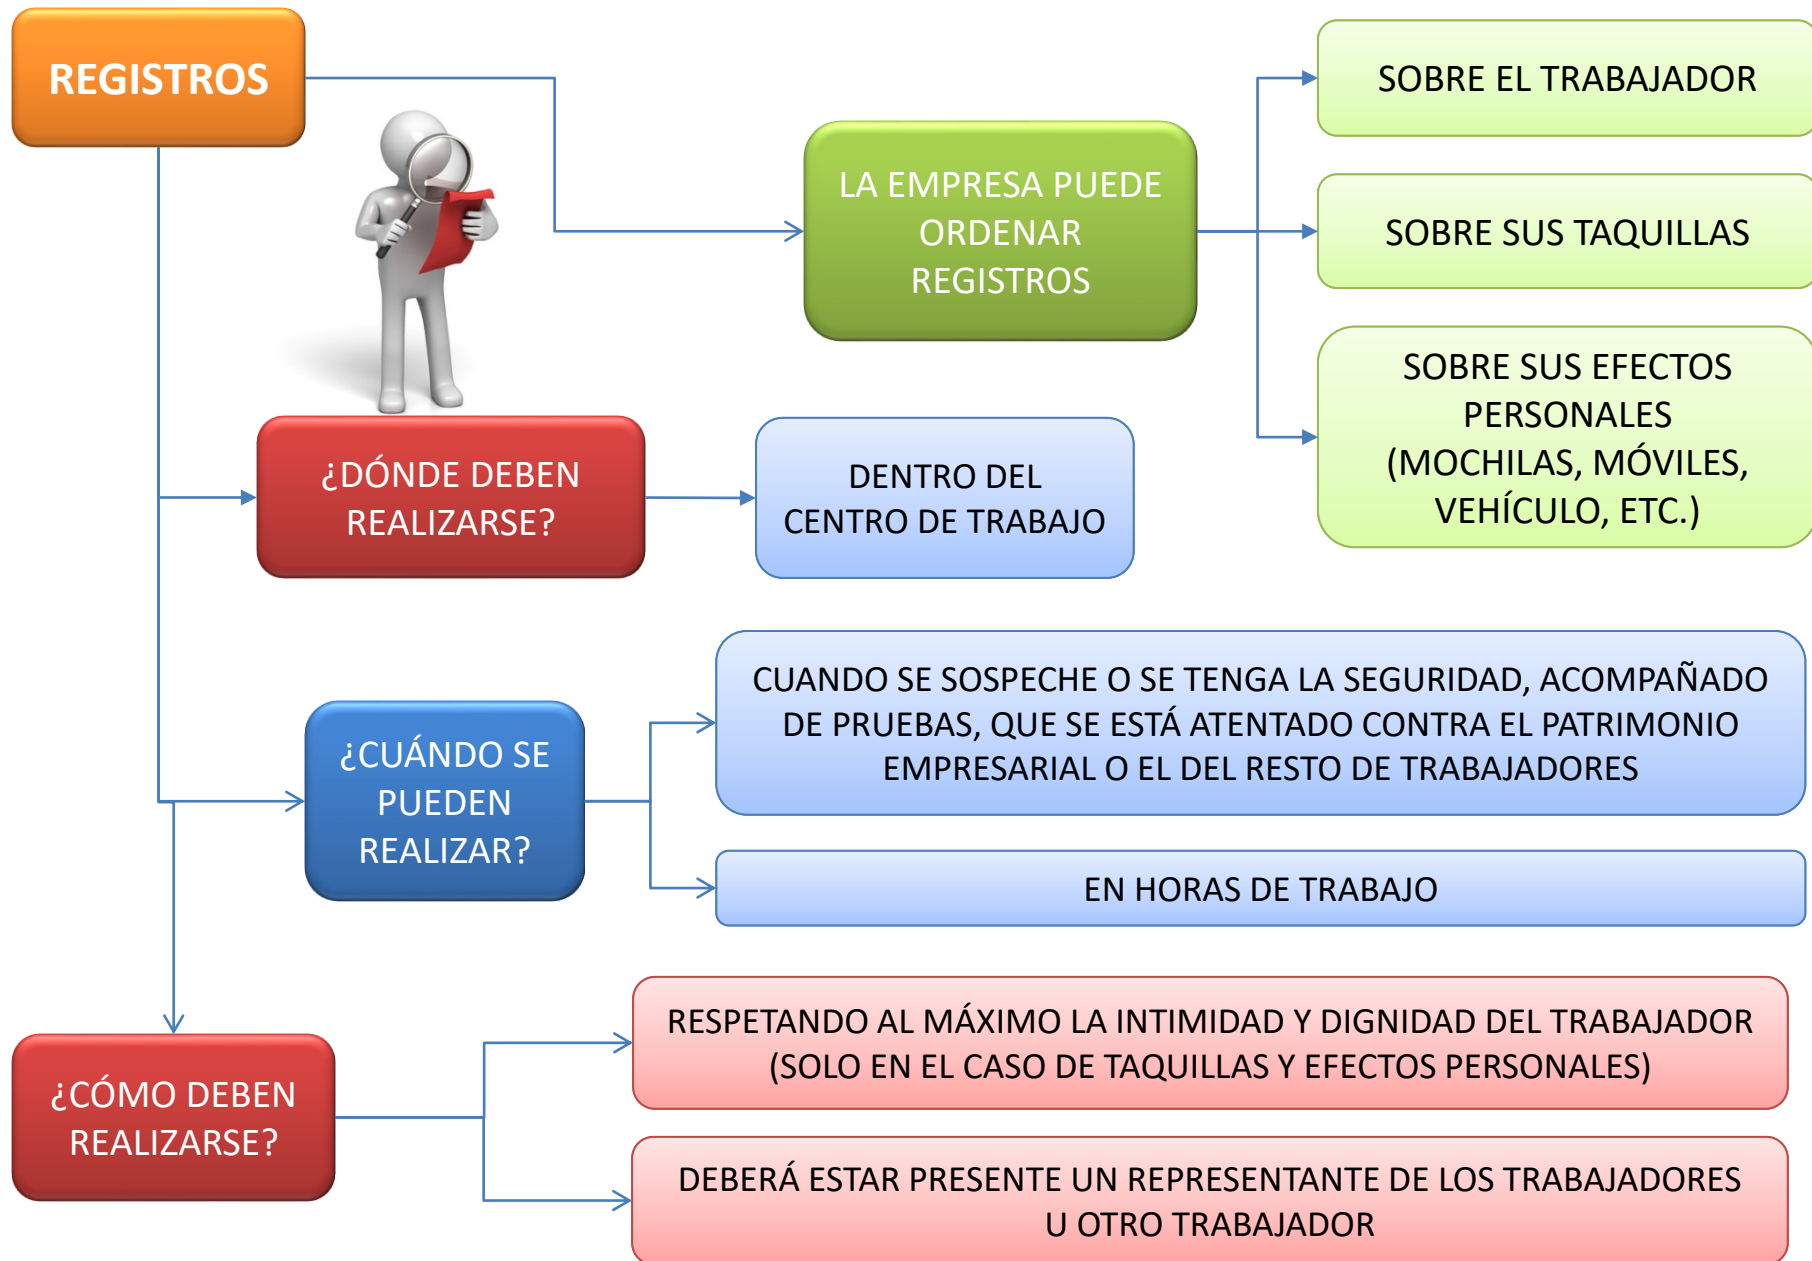 REGISTROS
LA EMPRESA PUEDE
ORDENAR
REGISTROS
SOBRE EL TRABAJADOR
SOBRE SUS TAQUILLAS
SOBRE SUS EFECTOS
PERSONALES
(MOCHILAS, MÓVILES,
VEHÍCULO, ETC.)
¿DÓNDE DEBEN
REALIZARSE?
DENTRO DEL
CENTRO DE TRABAJO
¿CUÁNDO SE
PUEDEN
REALIZAR?
CUANDO SE SOSPECHE O SE TENGA LA SEGURIDAD, ACOMPAÑADO
DE PRUEBAS, QUE SE ESTÁ ATENTADO CONTRA EL PATRIMONIO
EMPRESARIAL O EL DEL RESTO DE TRABAJADORES
EN HORAS DE TRABAJO
¿CÓMO DEBEN
REALIZARSE?
RESPETANDO AL MÁXIMO LA INTIMIDAD Y DIGNIDAD DEL TRABAJADOR
(SOLO EN EL CASO DE TAQUILLAS Y EFECTOS PERSONALES)
DEBERÁ ESTAR PRESENTE UN REPRESENTANTE DE LOS TRABAJADORES
U OTRO TRABAJADOR